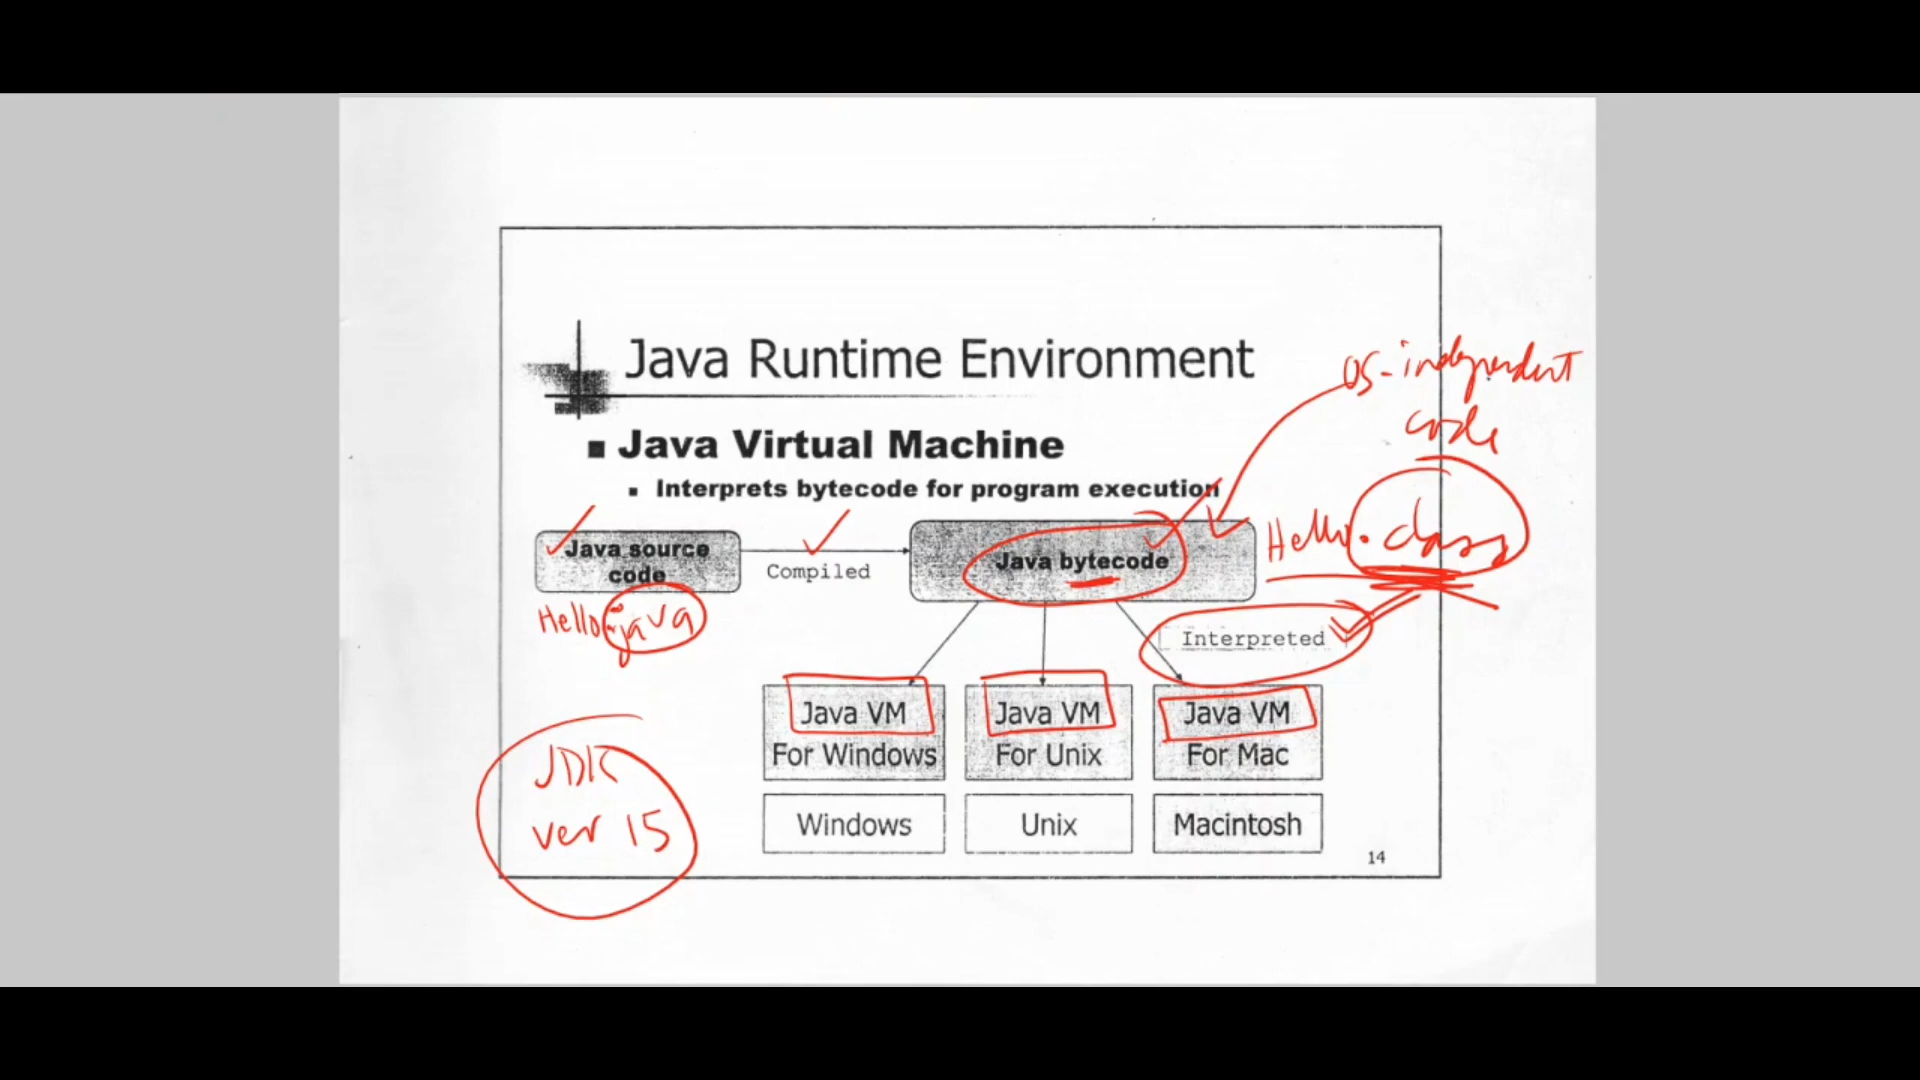 Java Runtime Environment
OS-independent
code
Java Virtual Machine
Interprets bytecode for program execution
Java source
code
Compiled
Java bytecode
Hello.class
Hello.java
Interpreted
Java VM
For Windows
Java VM
For Unix
Java VM
For Mac
JDK
ver 15
Windows
Unix
Macintosh
14